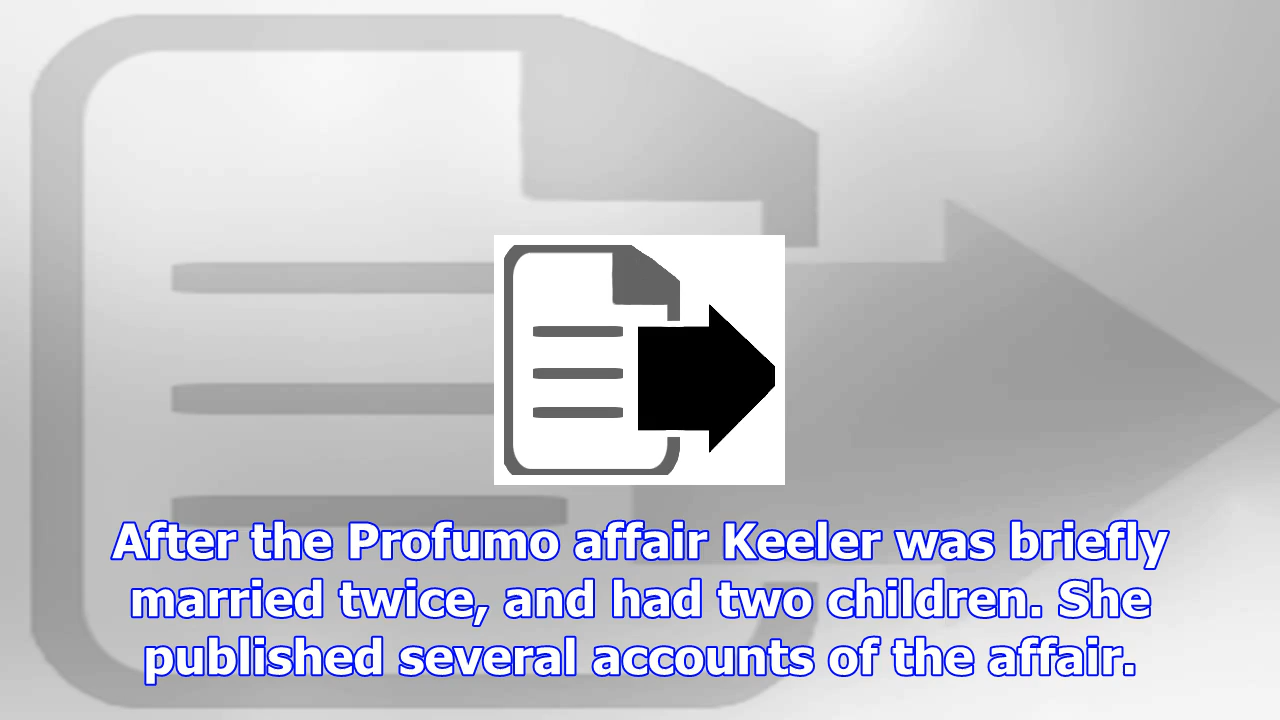 After the Profumo affair Keeler was briefly
married twice, and had two children. She
published several accounts of the affair.